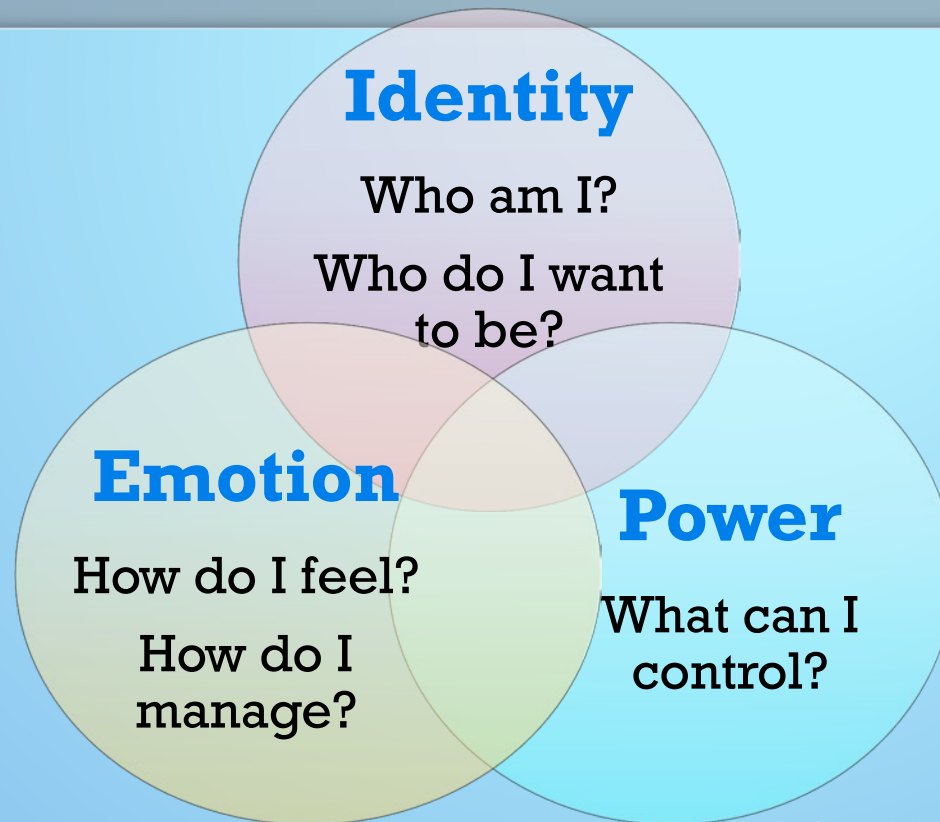 Identity
Who am I?
Who do I want
to be?
Emotion
How do I feel?
How do I
manage?
Power
What can I
control?